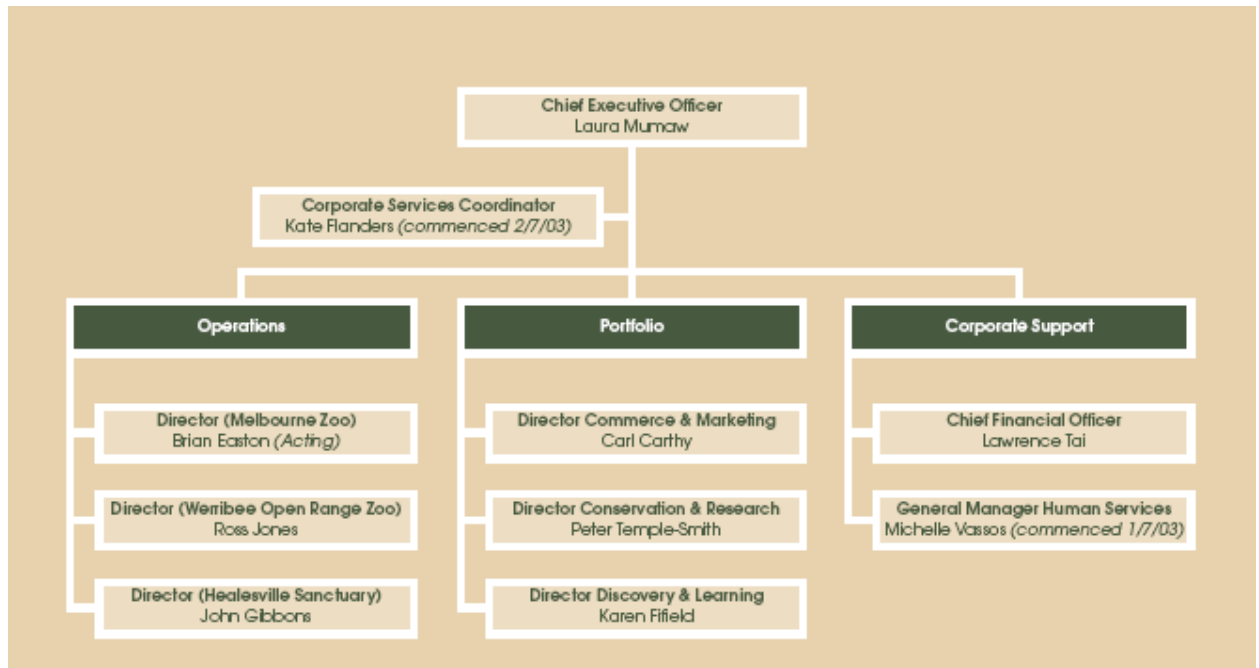 Chief Executive Officer
Laura Mumaw
Corporate Services Coordinator
Kate Flanders (commenced 2/7/03)
Operations
Portfolio
Corporate Support
Director (Melbourne Zoo)
Brian Easton (Acting)
Director Commerce & Marketing
Carl Carthy
Chief Financial Officer
Lawrence Tai
Director (Werribee Open Range Zoo)
Ross Jones
Director Conservation & Research
Peter Temple-Smith
General Manager Human Services
Michelle Vassos (commenced 1/7/03)
Director (Healesville Sanctuary)
John Gibbons
Director Discovery & Learning
Karen Fifield